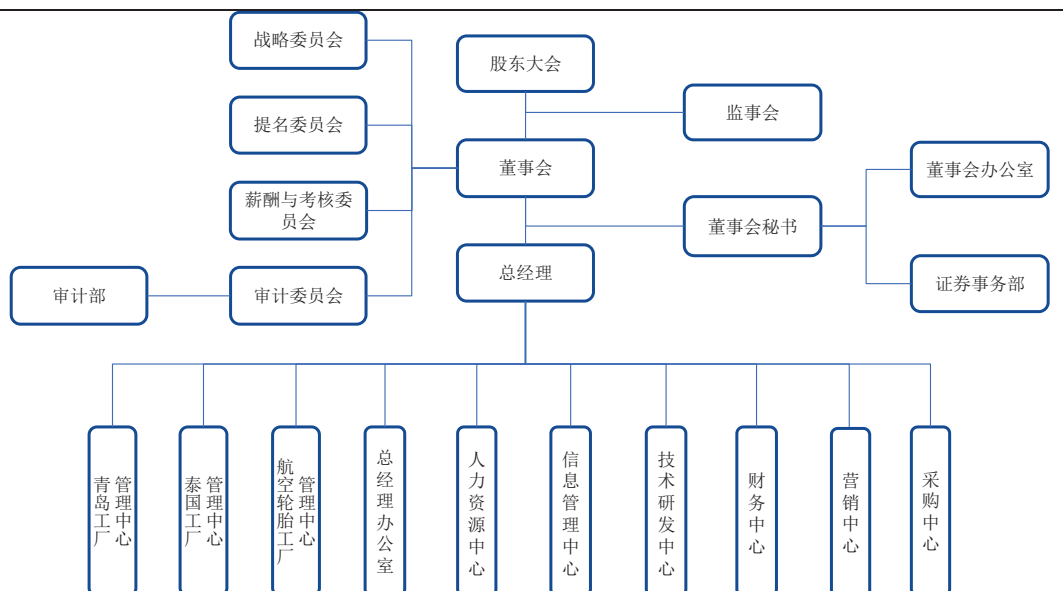 战略委员会
股东大会
监事会
提名委员会
董事会
董事会办公室
薪酬与考核委
员会
董事会秘书
总经理
审计部
审计委员会
证券事务部
青岛工厂
管理中心
泰国工厂
管理中心
航空轮胎工厂
管理中心
总经理办公室
人力资源中心
信息管理中心
技术研发中心
财务中心
营销中心
采购中心